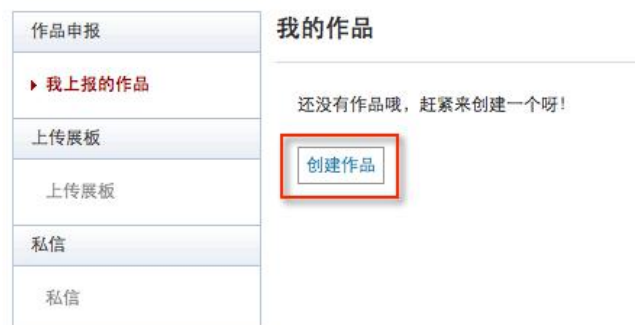 作品申报
我上报的作品
上传展板
上传展板
私信
私信
我的作品
还没有作品哦，赶紧来创建一个呀！
创建作品